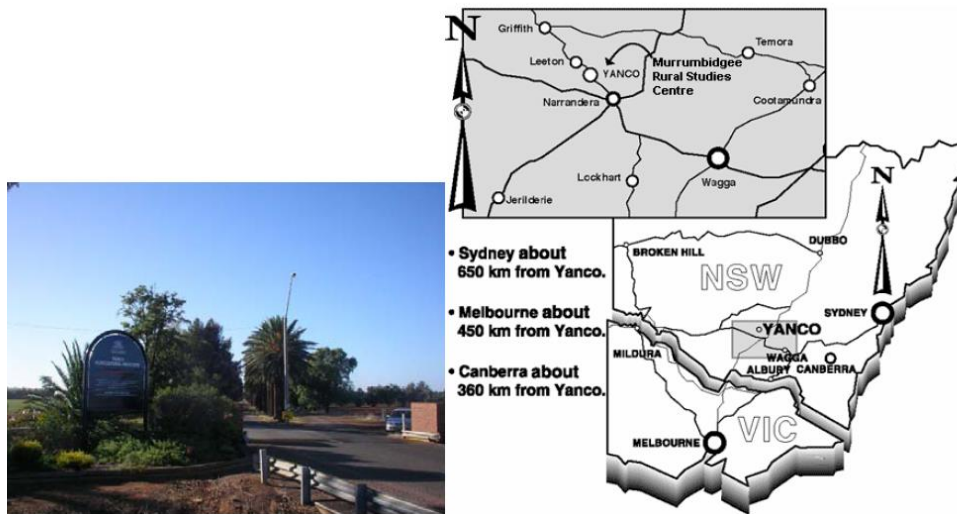 N
Griffith
Temora
Leeton
YANCO
Murrumbidgee
Rural Studies
Centre
Narrandera
Cootamundra
Lockhart
Wagga
Jerilderie
N
• Sydney about
650 km from Yanco.
• Melbourne about
450 km from Yanco.
• Canberra about
360 km from Yanco.
BROKEN HILL
DUBBO
NSW
SYDNEY
YANCO
MILDURA
WAGGA
ALBURY CANBERRA
VIC
MELBOURNE